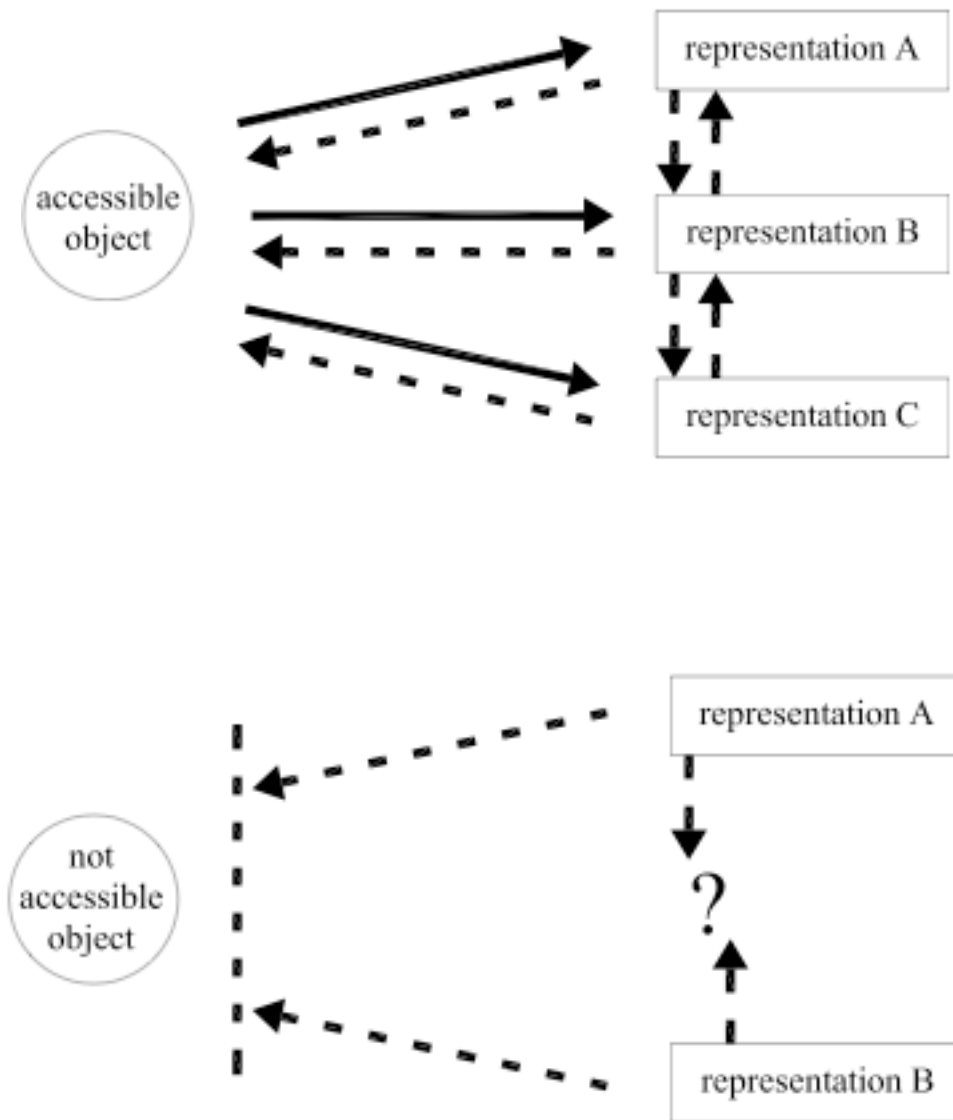 representation A
accessible
object
representation B
representation C
representation A
not
accessible
object
?
representation B